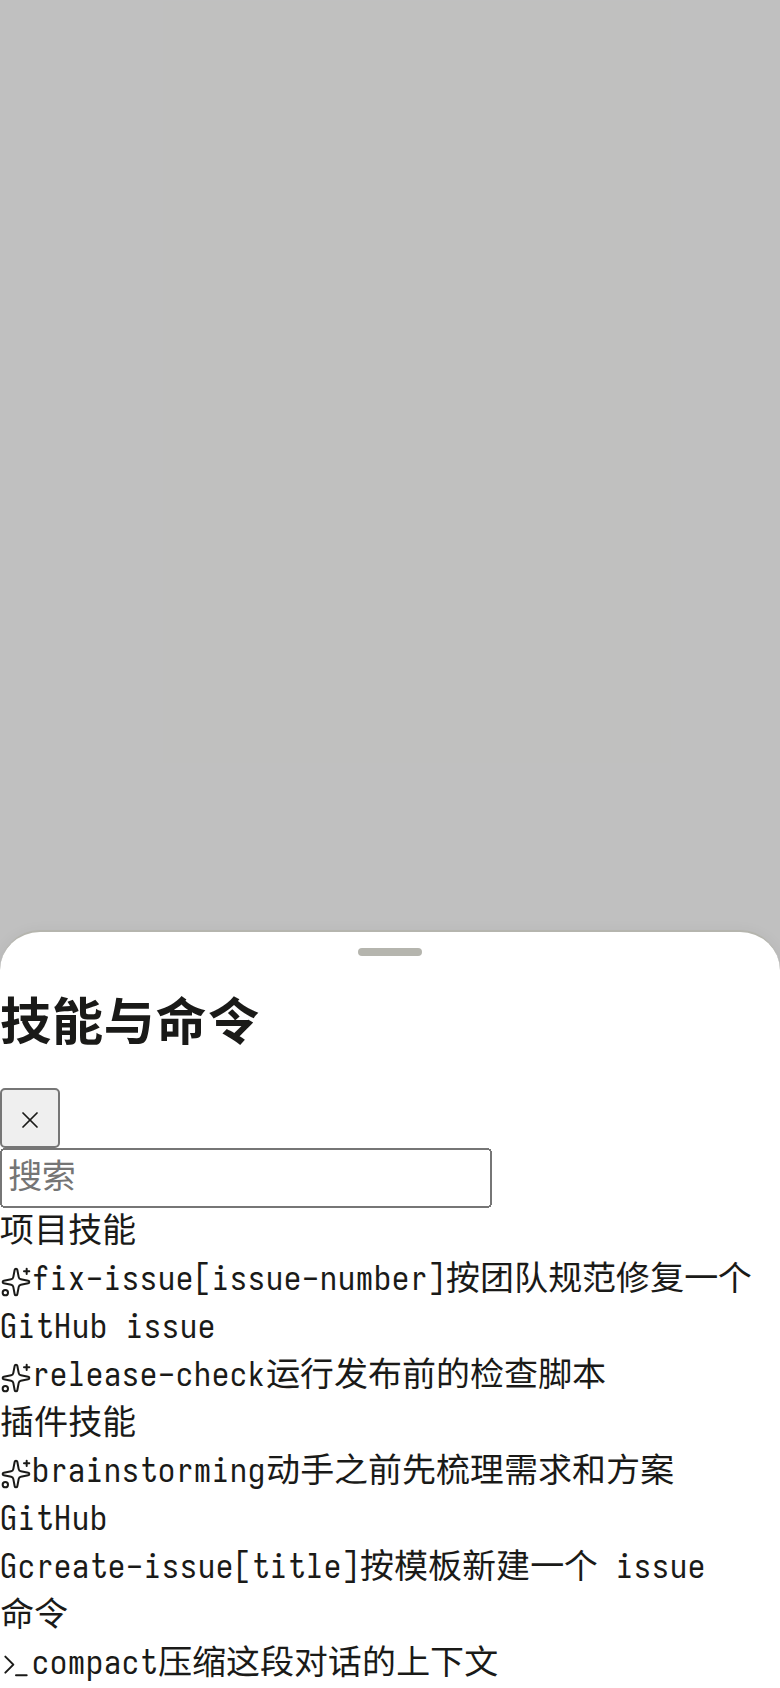 技能与命令
搜索
项目技能
fix-issue[issue-number]按团队规范修复一个
GitHub issue
release-check运行发布前的检查脚本
插件技能
brainstorming动手之前先梳理需求和方案
GitHub
Gcreate-issue[title]按模板新建一个 issue
命令
compact压缩这段对话的上下文